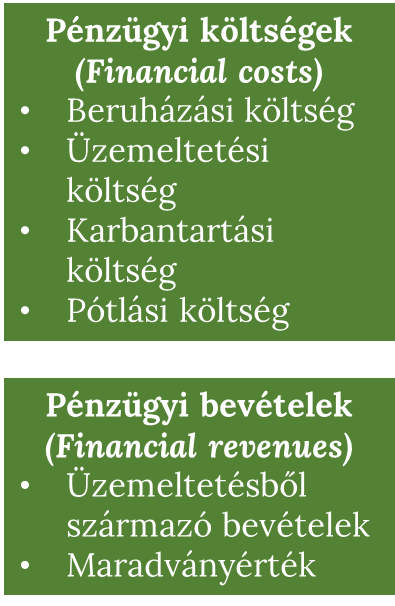 Pénzügyi költségek
(Financial costs)
• Beruházási költség
• Üzemeltetési
költség
• Karbantartási
költség
• Pótlási költség
Pénzügyi bevételek
(Financial revenues)
• Üzemeltetésből
származó bevételek
• Maradványérték